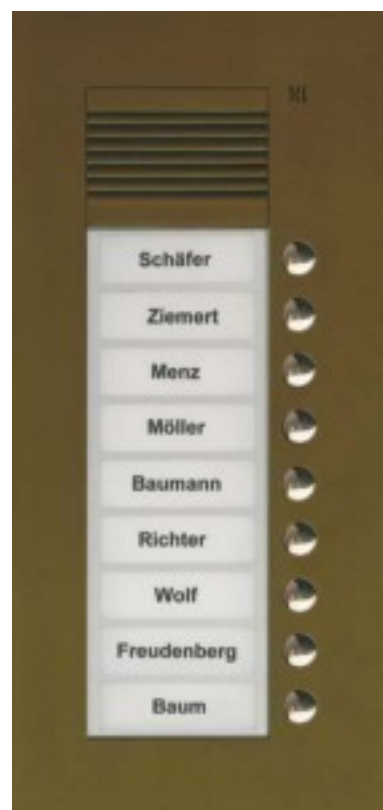 Schäfer
Ziemert
Menz
Möller
Baumann
Richter
Wolf
Freudenberg
Baum